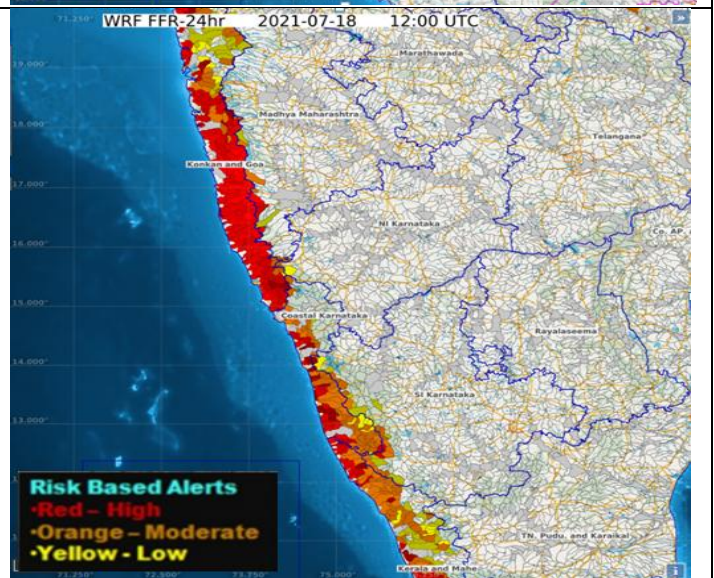 71.250°
WRF FFR-24hr 2021-07-18 12:00 UTC
»
Marathawada
19.000°
Madhya Maharashtra
18.000°
Telangana
Konkan and Goa
17.000°
NI Karnataka
Co. AP.
16.000°
15.000°
Coastal Karnataka
Rayalaseema
14.000°
SI Karnataka
13.000°
Risk Based Alerts
•Red – High
•Orange – Moderate
•Yellow - Low
TN. Pudu. and Karaikal
Kerala and Mahe
71.250° 72.500° 73.750° 75.000°
i